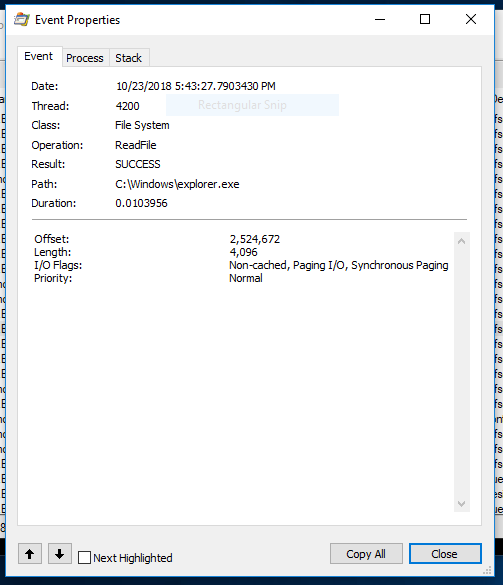 Event Properties
Event Process Stack
Date: 10/23/2018 5:43:27.7903430 PM
Thread: 4200
Rectangular Snip
Class: File System
Operation: ReadFile
Result: SUCCESS
Path: C:\Windows\explorer.exe
Duration: 0.0103956
Offset: 2,524,672
Length: 4,096
I/O Flags: Non-cached, Paging I/O, Synchronous Paging
Priority: Normal
Next Highlighted
Copy All
Close